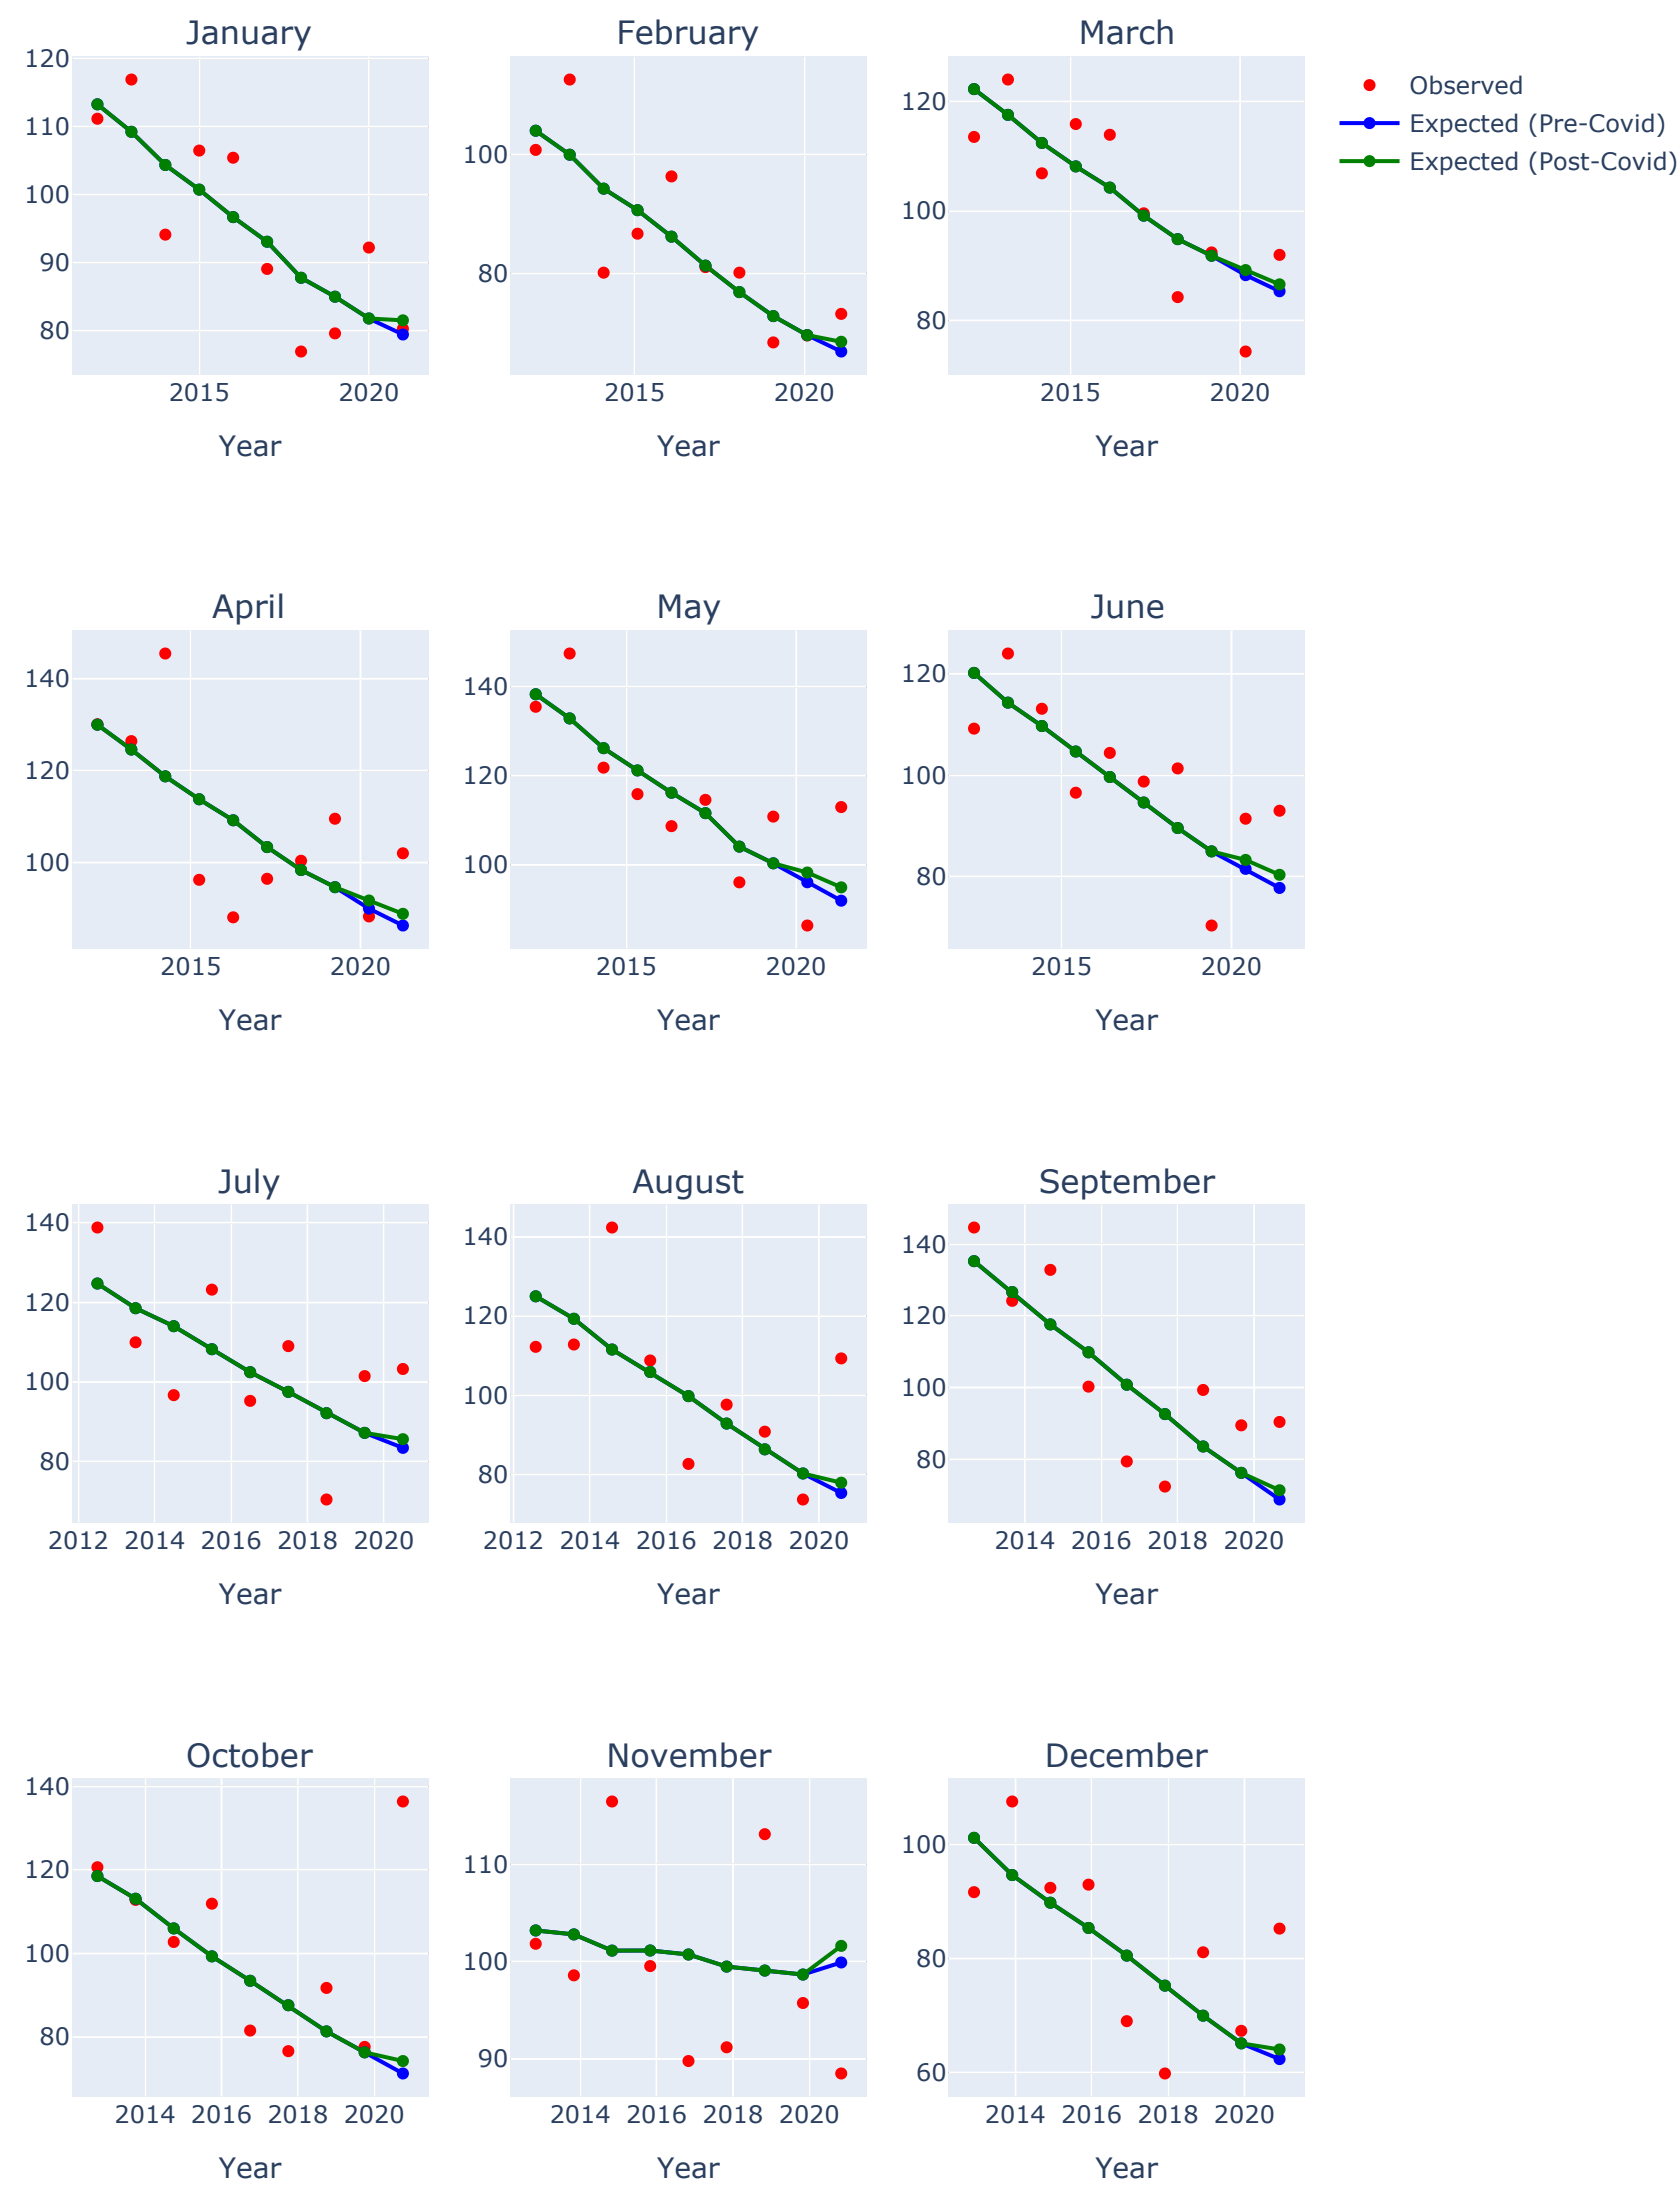 January
February
March
120
110
100
90
80
2015
2020
Year
100
80
2015
2020
Year
120
100
80
2015
2020
Year
Observed
Expected (Pre-Covid)
Expected (Post-Covid)
April
May
June
140
120
100
2015
2020
Year
140
120
100
2015
2020
Year
120
100
80
2015
2020
Year
July
August
September
140
120
100
80
2012 2014 2016 2018 2020
Year
140
120
100
80
2012 2014 2016 2018 2020
Year
140
120
100
80
2014 2016 2018 2020
Year
October
November
December
140
120
100
80
2014 2016 2018 2020
Year
110
100
90
2014 2016 2018 2020
Year
100
80
60
2014 2016 2018 2020
Year